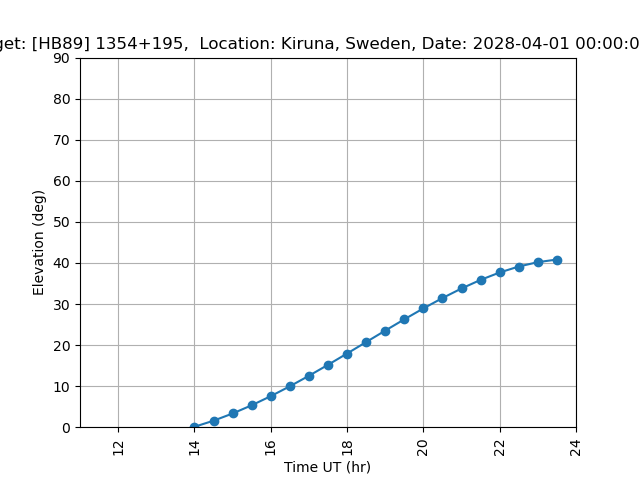 get: [HB89] 1354+195, Location: Kiruna, Sweden, Date: 2028-04-01 00:00:0
90
80
70
60
50
40
30
20
10
0
Elevation (deg)
12 14 16 18 20 22 24
Time UT (hr)